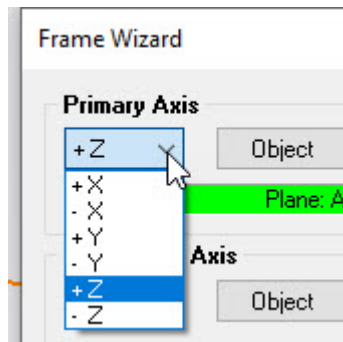 Frame Wizard
Primary Axis
+Z Object
+X
- X Plane: A
+Y
- Y Axis
+Z Object
- Z